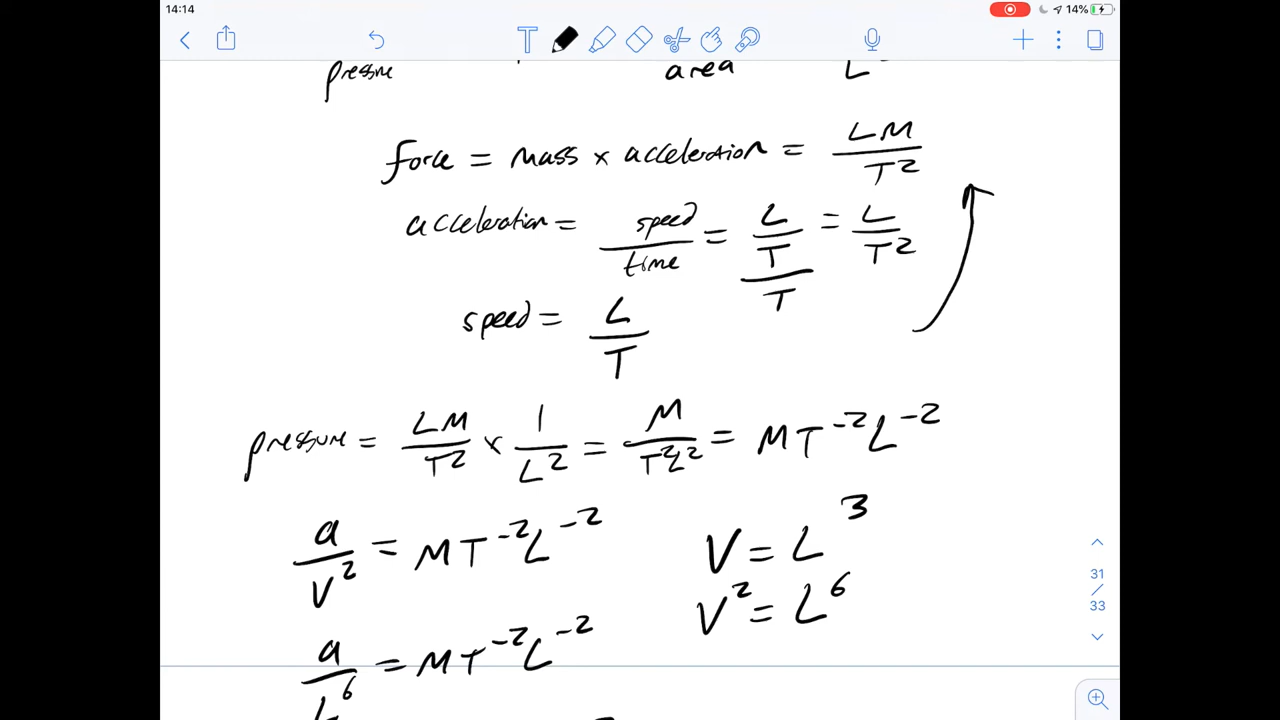 14:14 14%
pressure area L
force = mass × acceleration = LM/T²
acceleration = speed/time = L/T/T = L/T²
speed = L/T
pressure = LM/T² × 1/L² = M/T²L² = MT⁻²L⁻²
a/V² = MT⁻²L⁻² V = L³
V² = L⁶
a/L⁶ = MT⁻²L⁻²
31
/
33